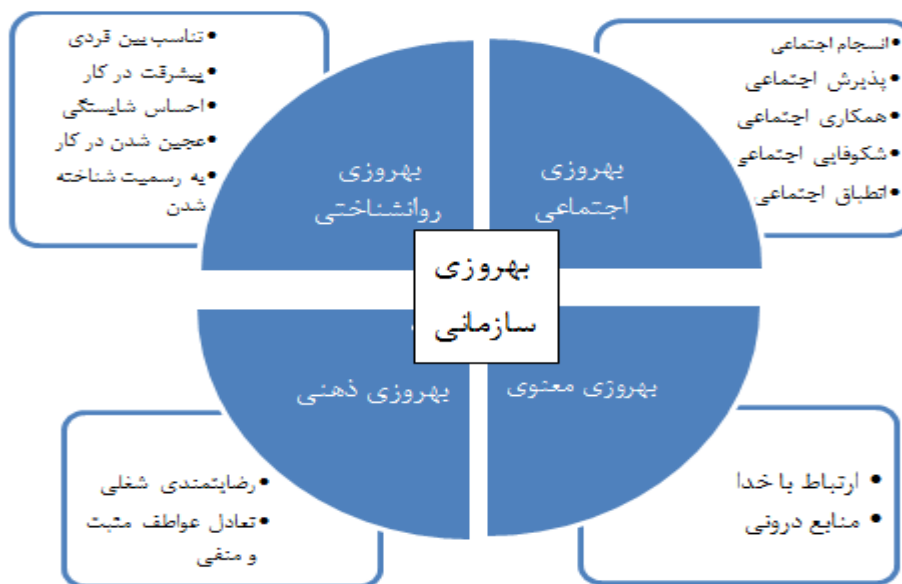 انسجام اجتماعی
پذیرش اجتماعی
همکاری اجتماعی
شکوفایی اجتماعی
انطباق اجتماعی
تناسب بین فردی
پیشرفت در کار
احساس شایستگی
عجین شدن در کار
به رسمیت شناخته
شدن
بهروزی
اجتماعی
بهروزی
روانشناختی
بهروزی
سازمانی
بهروزی معنوی
بهروزی ذهنی
ارتباط با خدا
منابع درونی
رضایتمندی شغلی
تعادل عواطف مثبت
و منفی